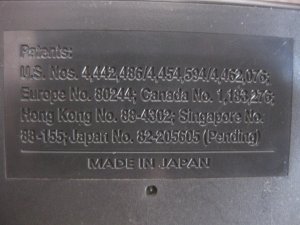 Patents:
U.S. Nos. 4,442,486/4,454,594/4,462,076;
Europe No. 80244; Canada No. 1,183,276;
Hong Kong No. 88-4302; Singapore No.
88-155; Japan No. 82-205605 (Pending)
MADE IN JAPAN